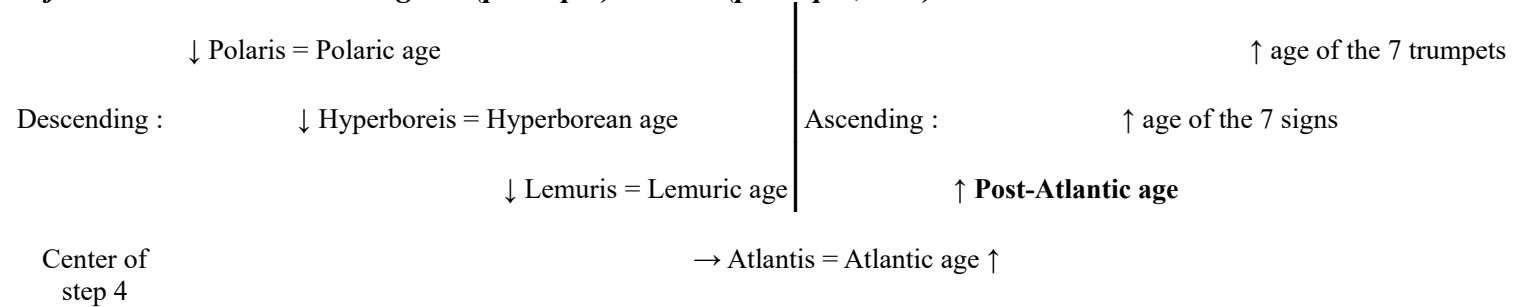 ↓ Polaris = Polaric age ↑ age of the 7 trumpets
Descending : ↓ Hyperboreis = Hyperborean age Ascending : ↑ age of the 7 signs
↓ Lemuris = Lemuric age ↑ Post-Atlantic age
Center of → Atlantis = Atlantic age ↑
step 4